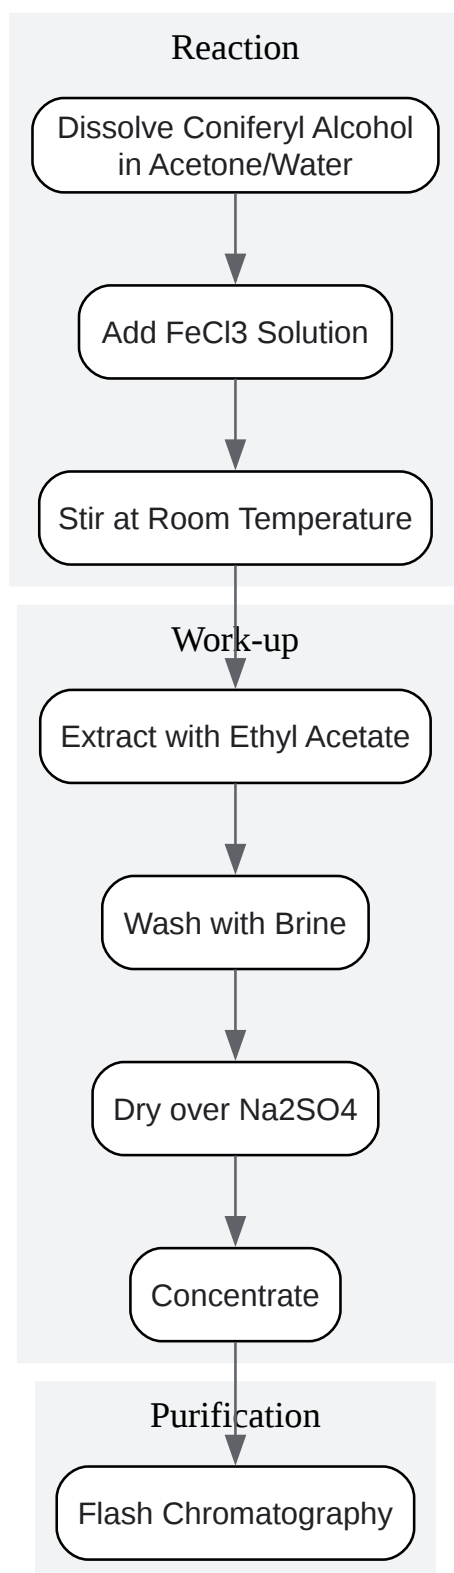 Reaction
Dissolve Coniferyl Alcohol
in Acetone/Water
Add FeCl3 Solution
Stir at Room Temperature
Work-up
Extract with Ethyl Acetate
Wash with Brine
Dry over Na2SO4
Concentrate
Purification
Flash Chromatography